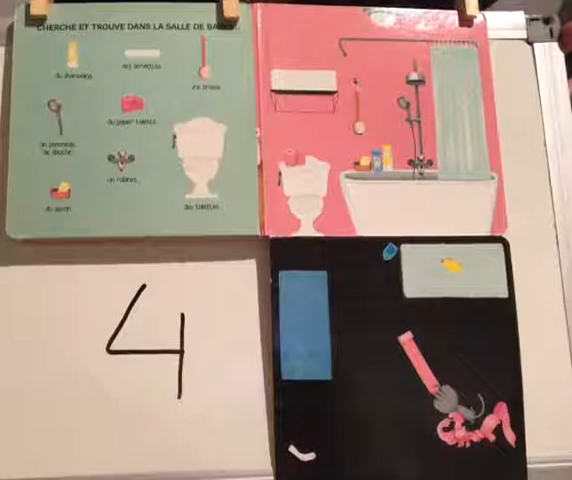 CHERCHE ET TROUVE DANS LA SALLE DE BAINS...
du shampoing
des serviettes
une brosse
un pommeau
de douche
du papier toilette
un robinet
du savon
des toilettes
4